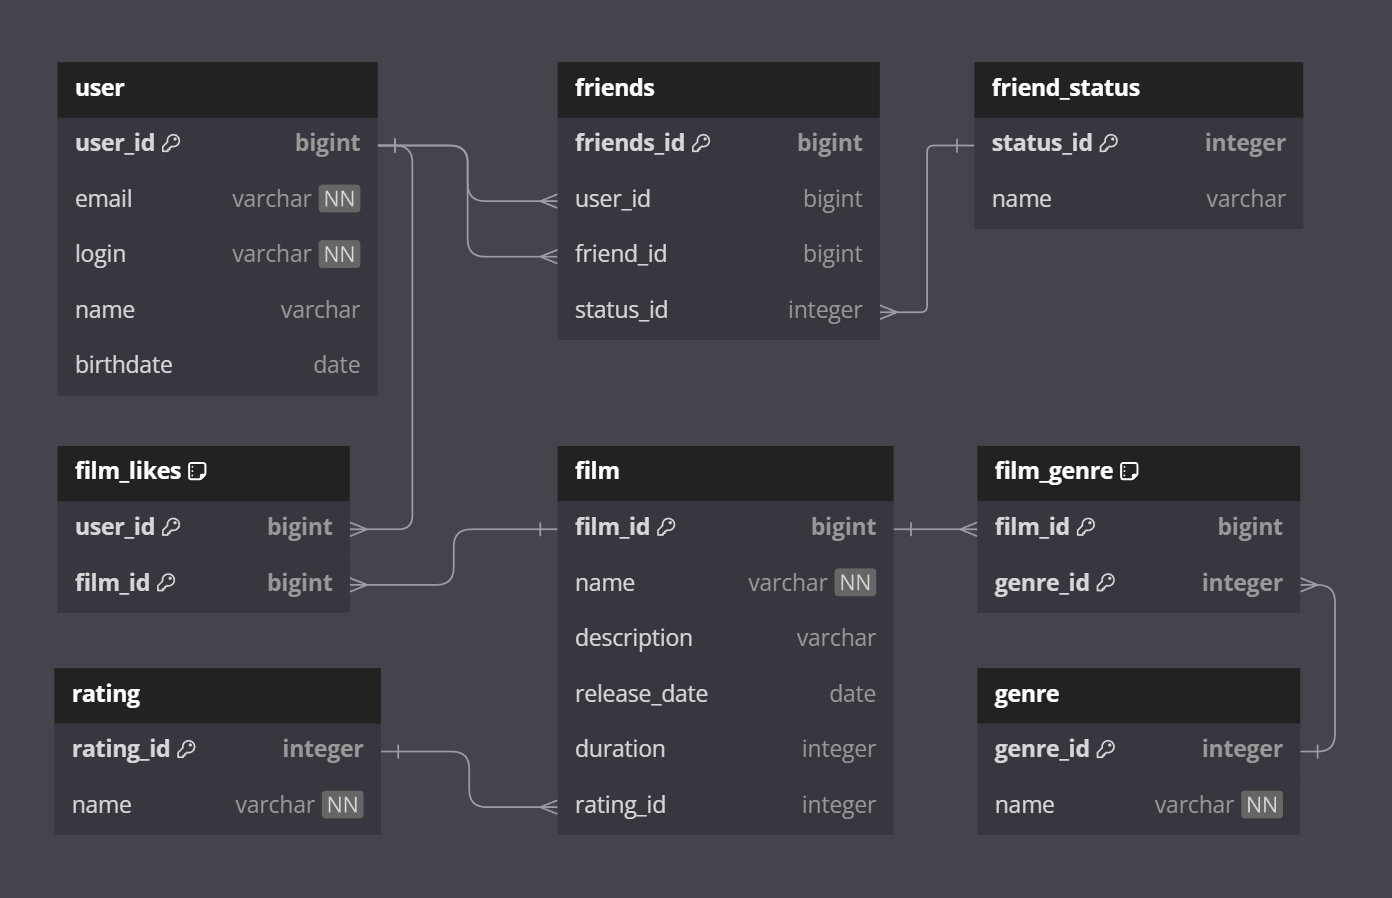 user
user_id bigint
email varchar NN
login varchar NN
name varchar
birthdate date
friends
friends_id bigint
user_id bigint
friend_id bigint
status_id integer
friend_status
status_id integer
name varchar
film_likes
user_id bigint
film_id bigint
film
film_id bigint
name varchar NN
description varchar
release_date date
duration integer
rating_id integer
film_genre
film_id bigint
genre_id integer
rating
rating_id integer
name varchar NN
genre
genre_id integer
name varchar NN